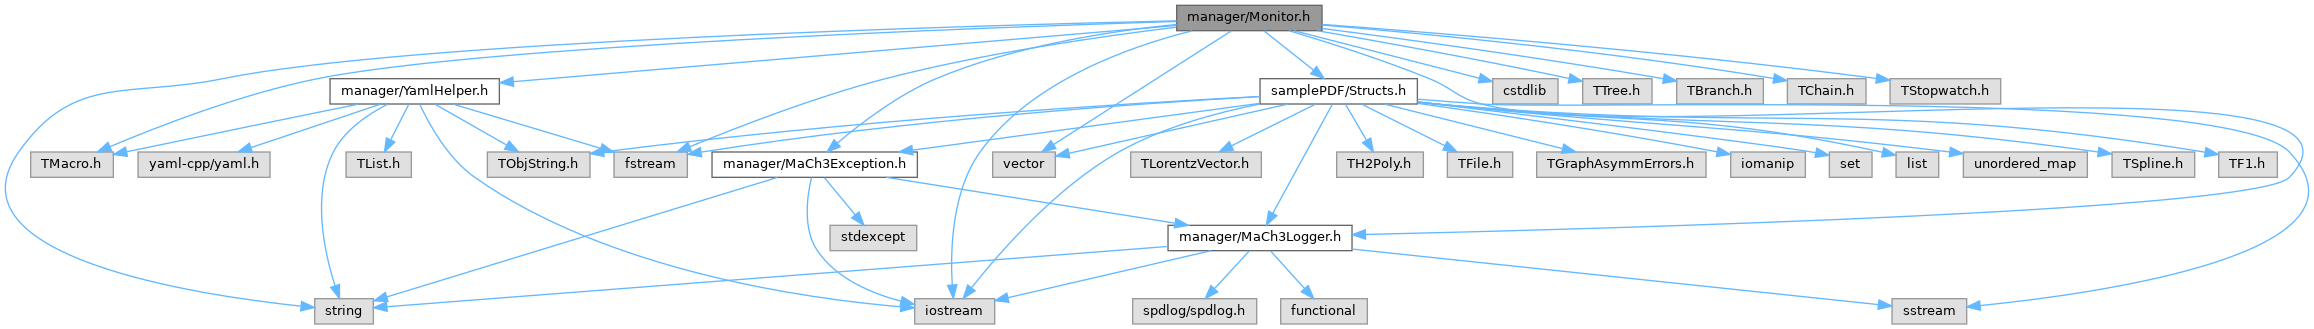 manager/Monitor.h
manager/YamlHelper.h
samplePDF/Structs.h
cstdlib
TTree.h
TBranch.h
TChain.h
TStopwatch.h
TMacro.h
yaml-cpp/yaml.h
TList.h
TObjString.h
fstream
manager/MaCh3Exception.h
vector
TLorentzVector.h
TH2Poly.h
TFile.h
TGraphAsymmErrors.h
iomanip
set
list
unordered_map
TSpline.h
TF1.h
stdexcept
manager/MaCh3Logger.h
string
iostream
spdlog/spdlog.h
functional
sstream